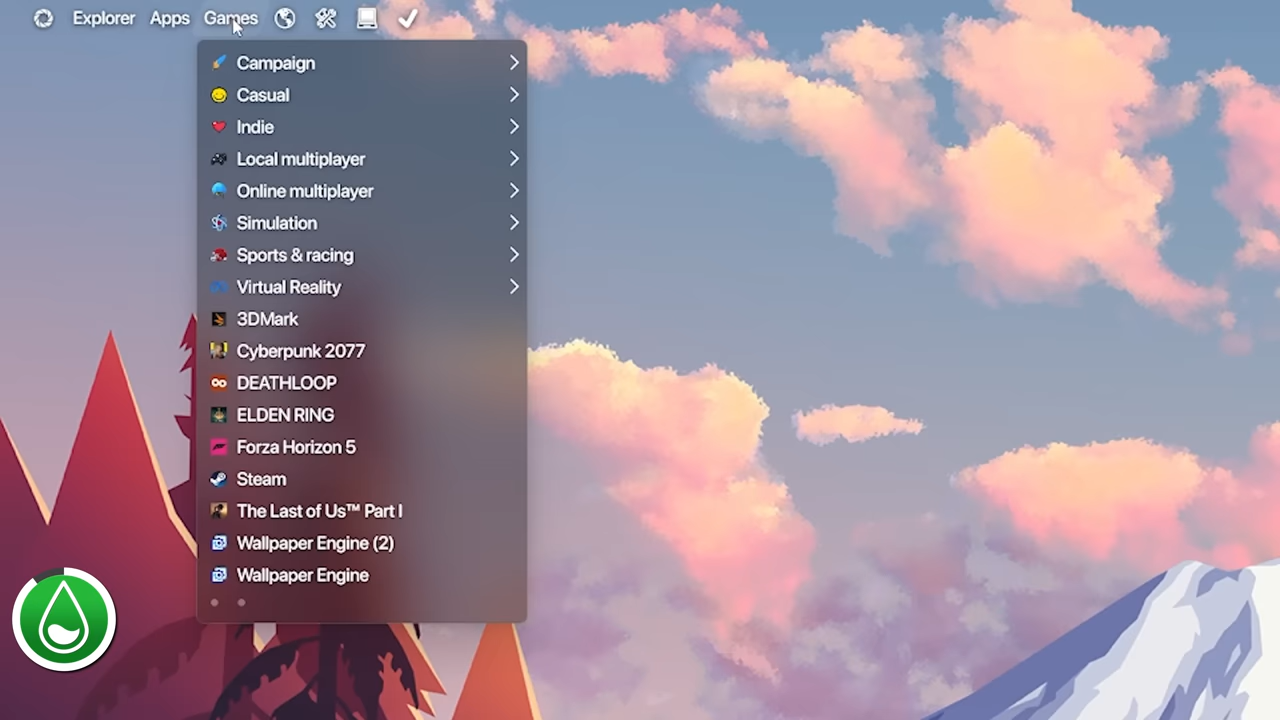 Explorer Apps Games
Campaign
Casual
Indie
Local multiplayer
Online multiplayer
Simulation
Sports & racing
Virtual Reality
3DMark
Cyberpunk 2077
DEATHLOOP
ELDEN RING
Forza Horizon 5
Steam
The Last of Us™ Part I
Wallpaper Engine (2)
Wallpaper Engine